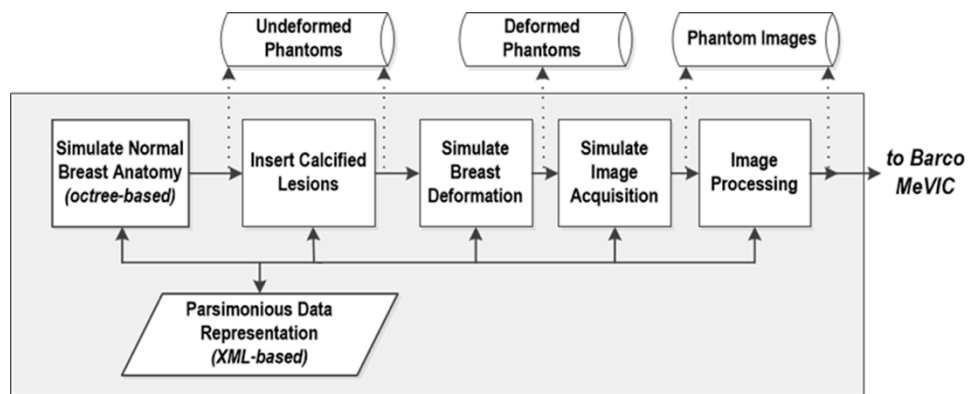 Undeformed
Phantoms
Deformed
Phantoms
Phantom Images
Simulate Normal
Breast Anatomy
(octree-based)
Insert Calcified
Lesions
Simulate
Breast
Deformation
Simulate
Image
Acquisition
Image
Processing
to Barco
MeVIC
Parsimonious Data
Representation
(XML-based)